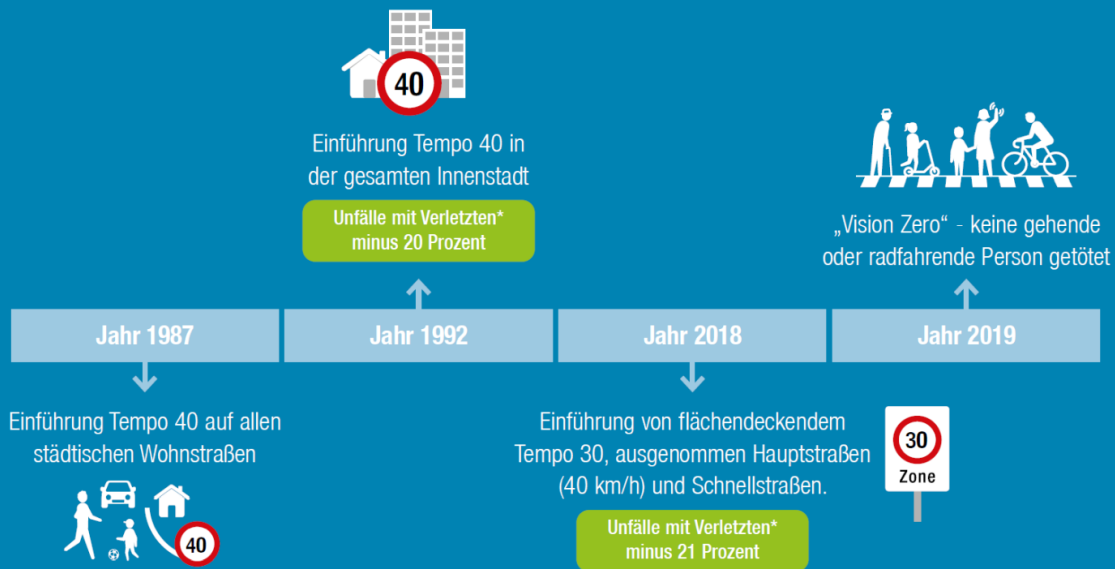 40
Einführung Tempo 40 in
der gesamten Innenstadt
Unfälle mit Verletzten*
minus 20 Prozent
„Vision Zero“ - keine gehende
oder radfahrende Person getötet
Jahr 1987
Jahr 1992
Jahr 2018
Jahr 2019
Einführung Tempo 40 auf allen
städtischen Wohnstraßen
40
Einführung von flächendeckendem
Tempo 30, ausgenommen Hauptstraßen
(40 km/h) und Schnellstraßen.
Unfälle mit Verletzten*
minus 21 Prozent
30
Zone